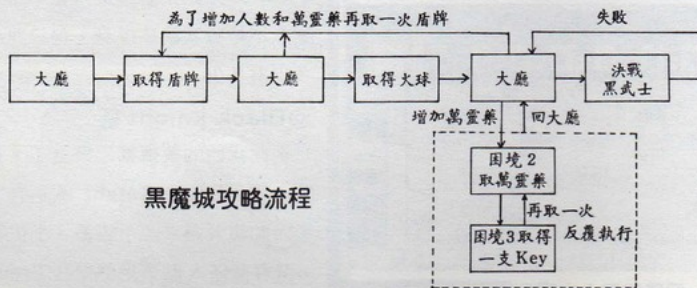 為了增加人數和萬靈藥再取一次盾牌
失敗
大廳
取得盾牌
大廳
取得火球
大廳
決戰
黑武士
增加萬靈藥
回大廳
困境2
取萬靈藥
再取一次
反覆執行
困境3取得
一支Key
黑魔城攻略流程